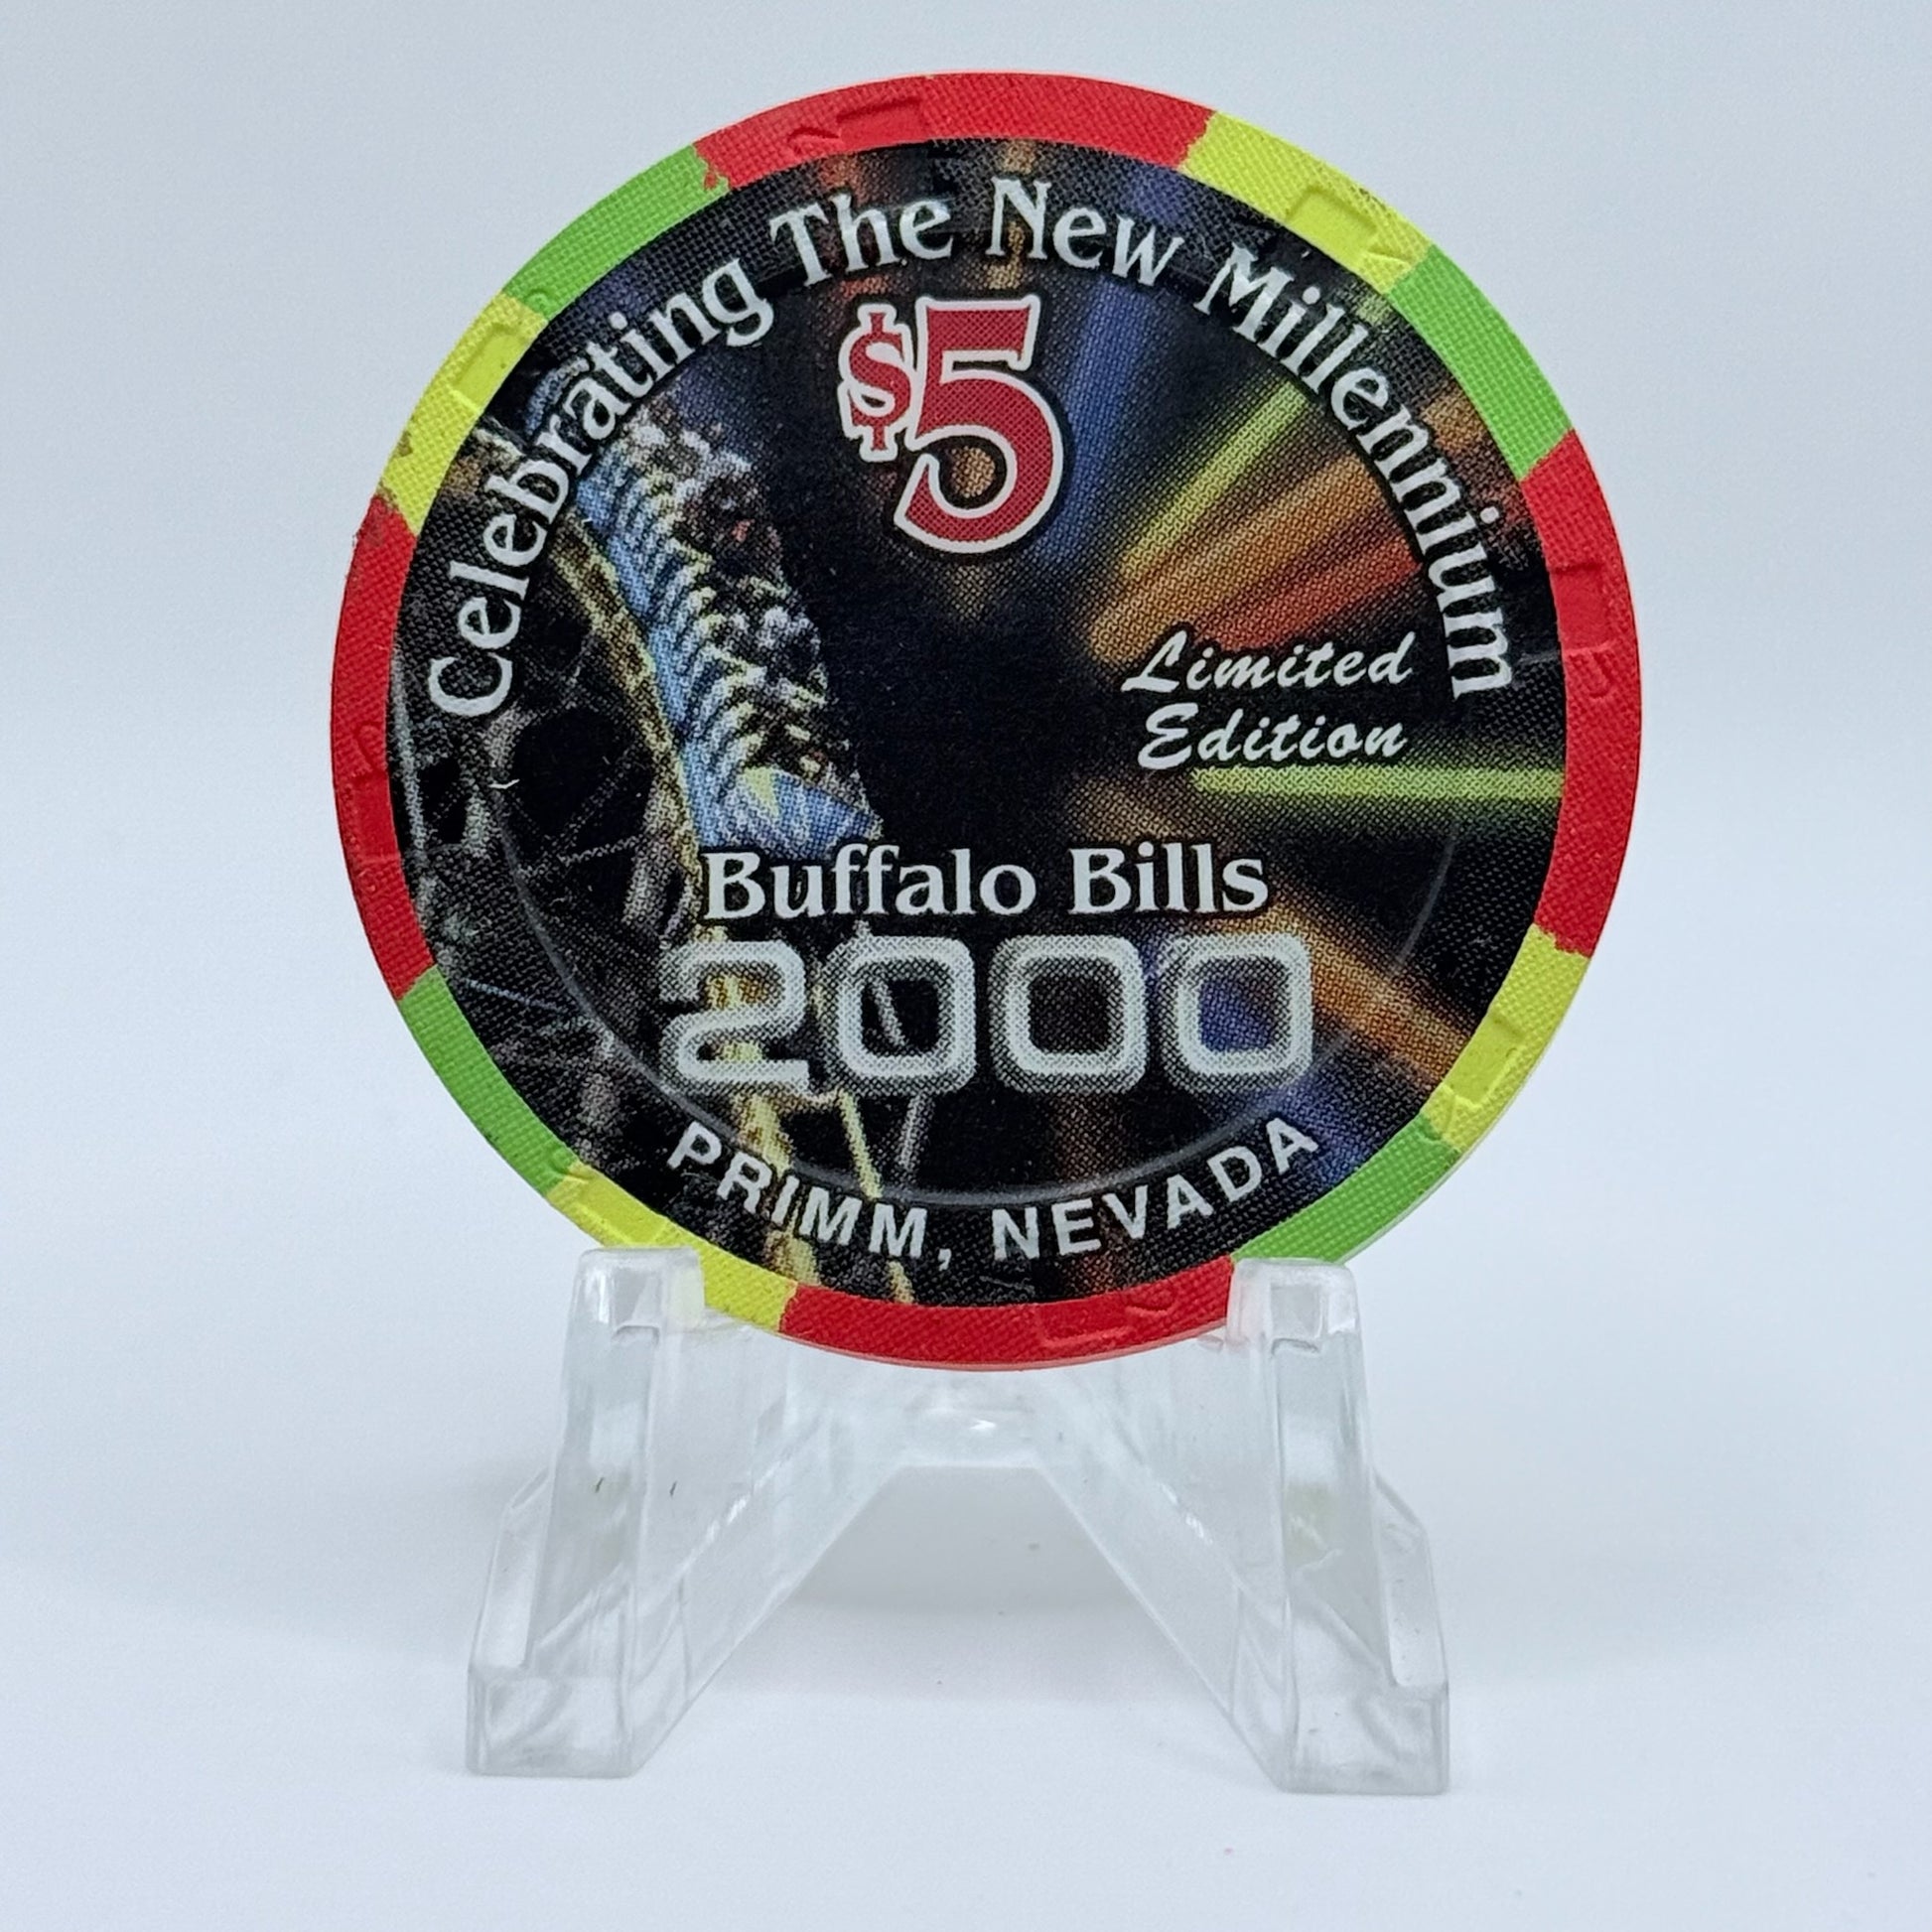 Celebrating The New Millennium
$5
Limited
Edition
Buffalo Bills
2000
PRIMM, NEVADA